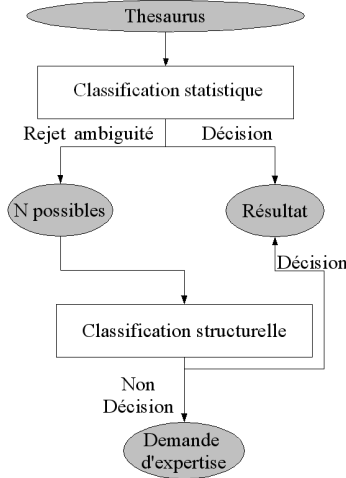 Thesaurus
Classification statistique
Rejet ambiguité
Décision
N possibles
Résultat
Décision
Classification structurelle
Non
Décision
Demande
d'expertise